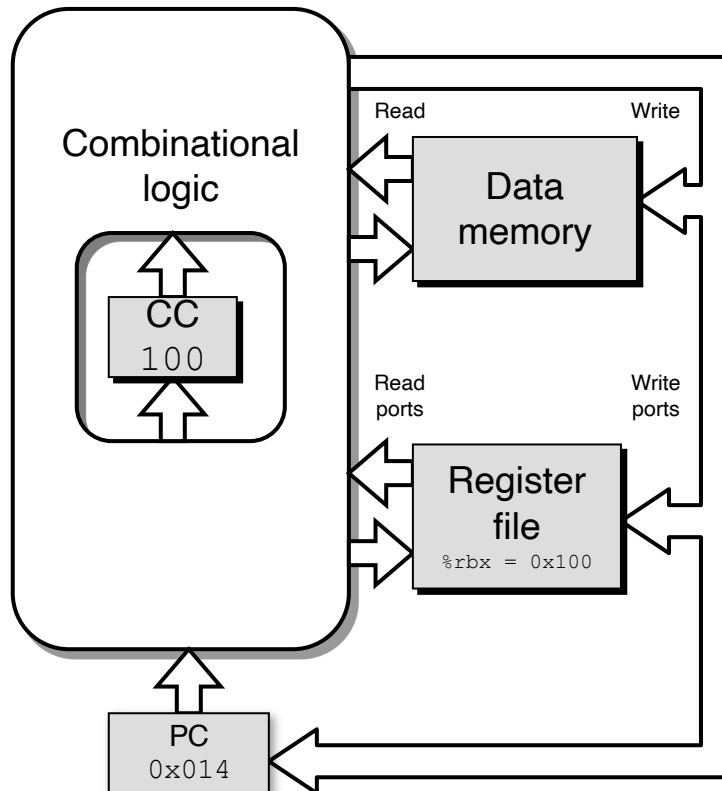 Combinational
logic
CC
100
Read
Write
Data
memory
Read
ports
Write
ports
Register
file
%rbx = 0x100
PC
0x014